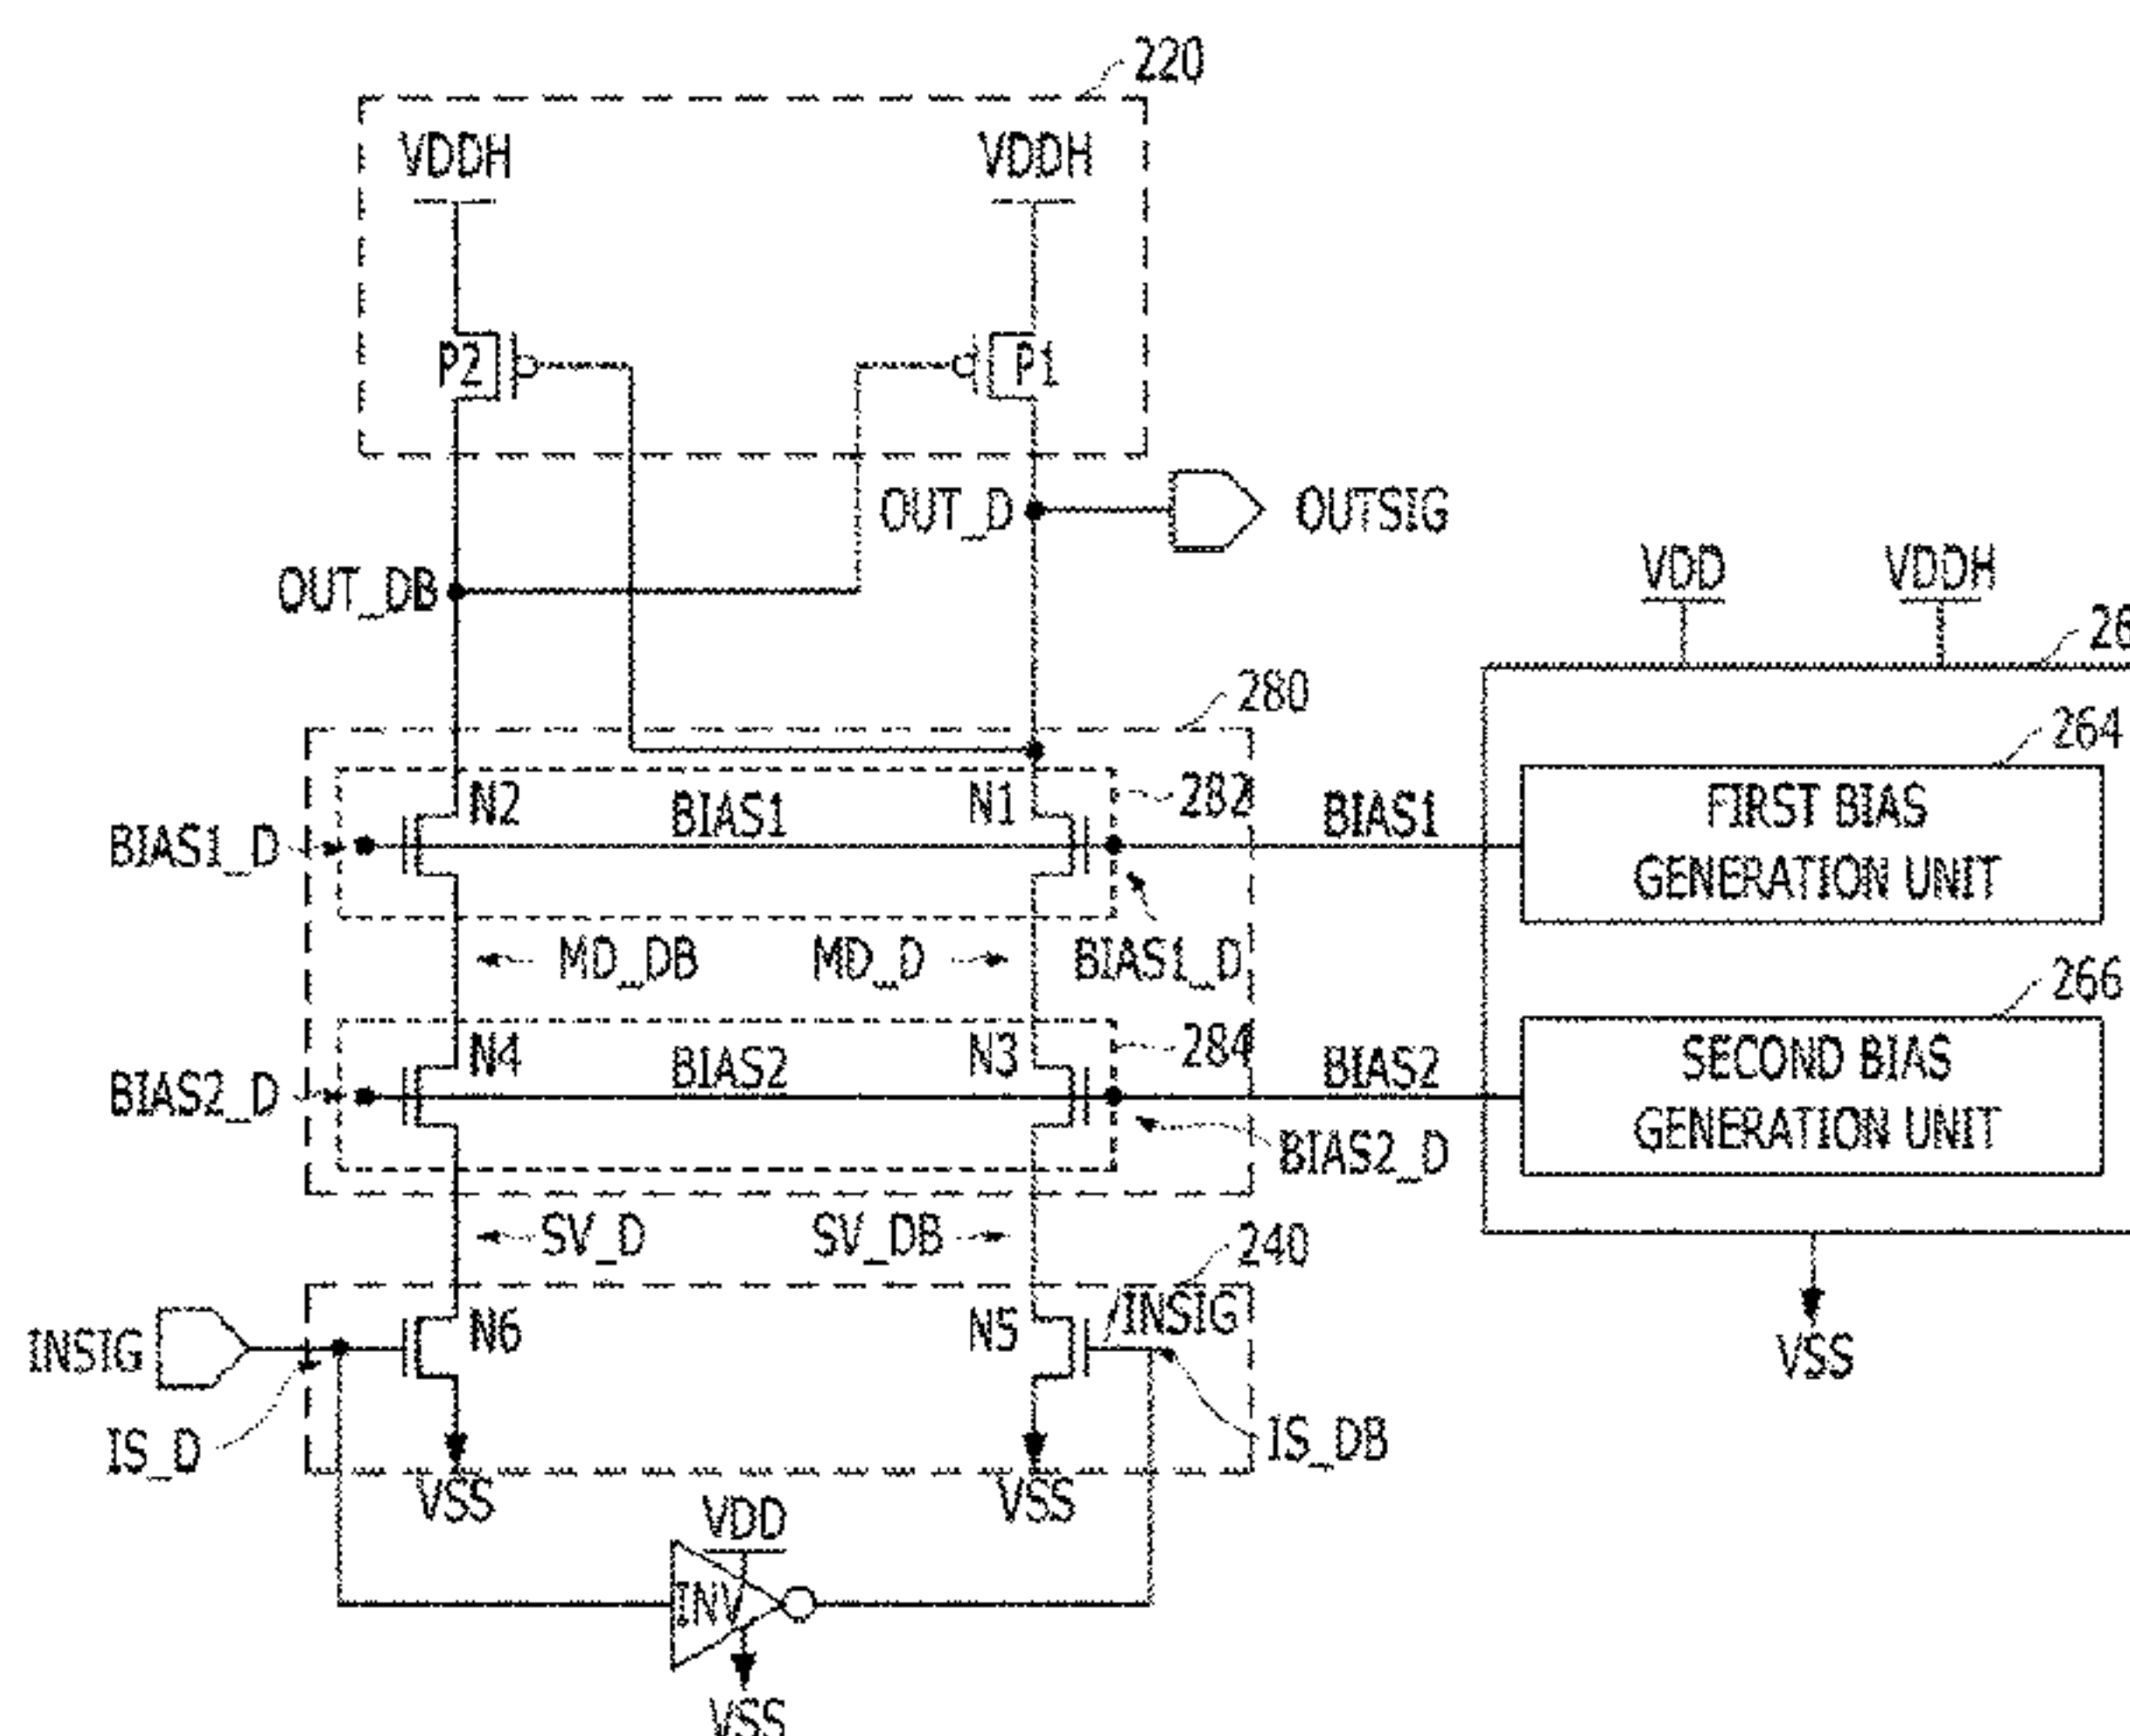 220
VDDH VDDH
P2 P1
OUT_D OUTSIG
OUT_DB
VDD VDDH
280
264
N2 BIAS1 N1 282 BIAS1
FIRST BIAS
GENERATION UNIT
BIAS1_D
MD_DB MD_D BIAS1_D
266
N4 BIAS2 N3 284 BIAS2
SECOND BIAS
GENERATION UNIT
BIAS2_D
BIAS2_D
SV_D SV_DB 240
INSIG N6 N5 /INSIG
VSS
IS_D IS_DB
VSS VSS
VDD
INV
VSS